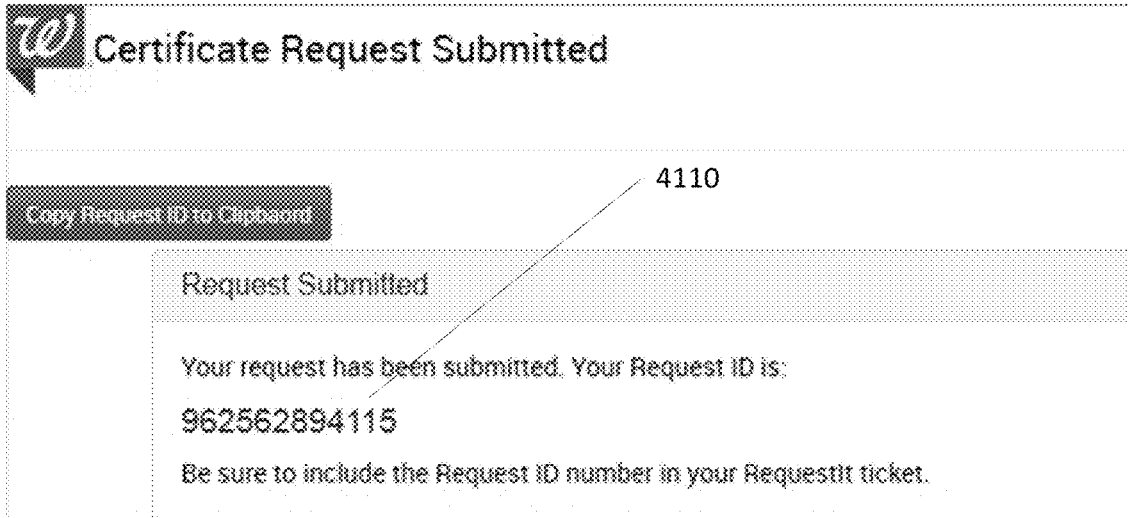 W Certificate Request Submitted
4110
Copy Request ID to Clipbaord
Request Submitted
Your request has been submitted. Your Request ID is:
962562894115
Be sure to include the Request ID number in your RequestIt ticket.